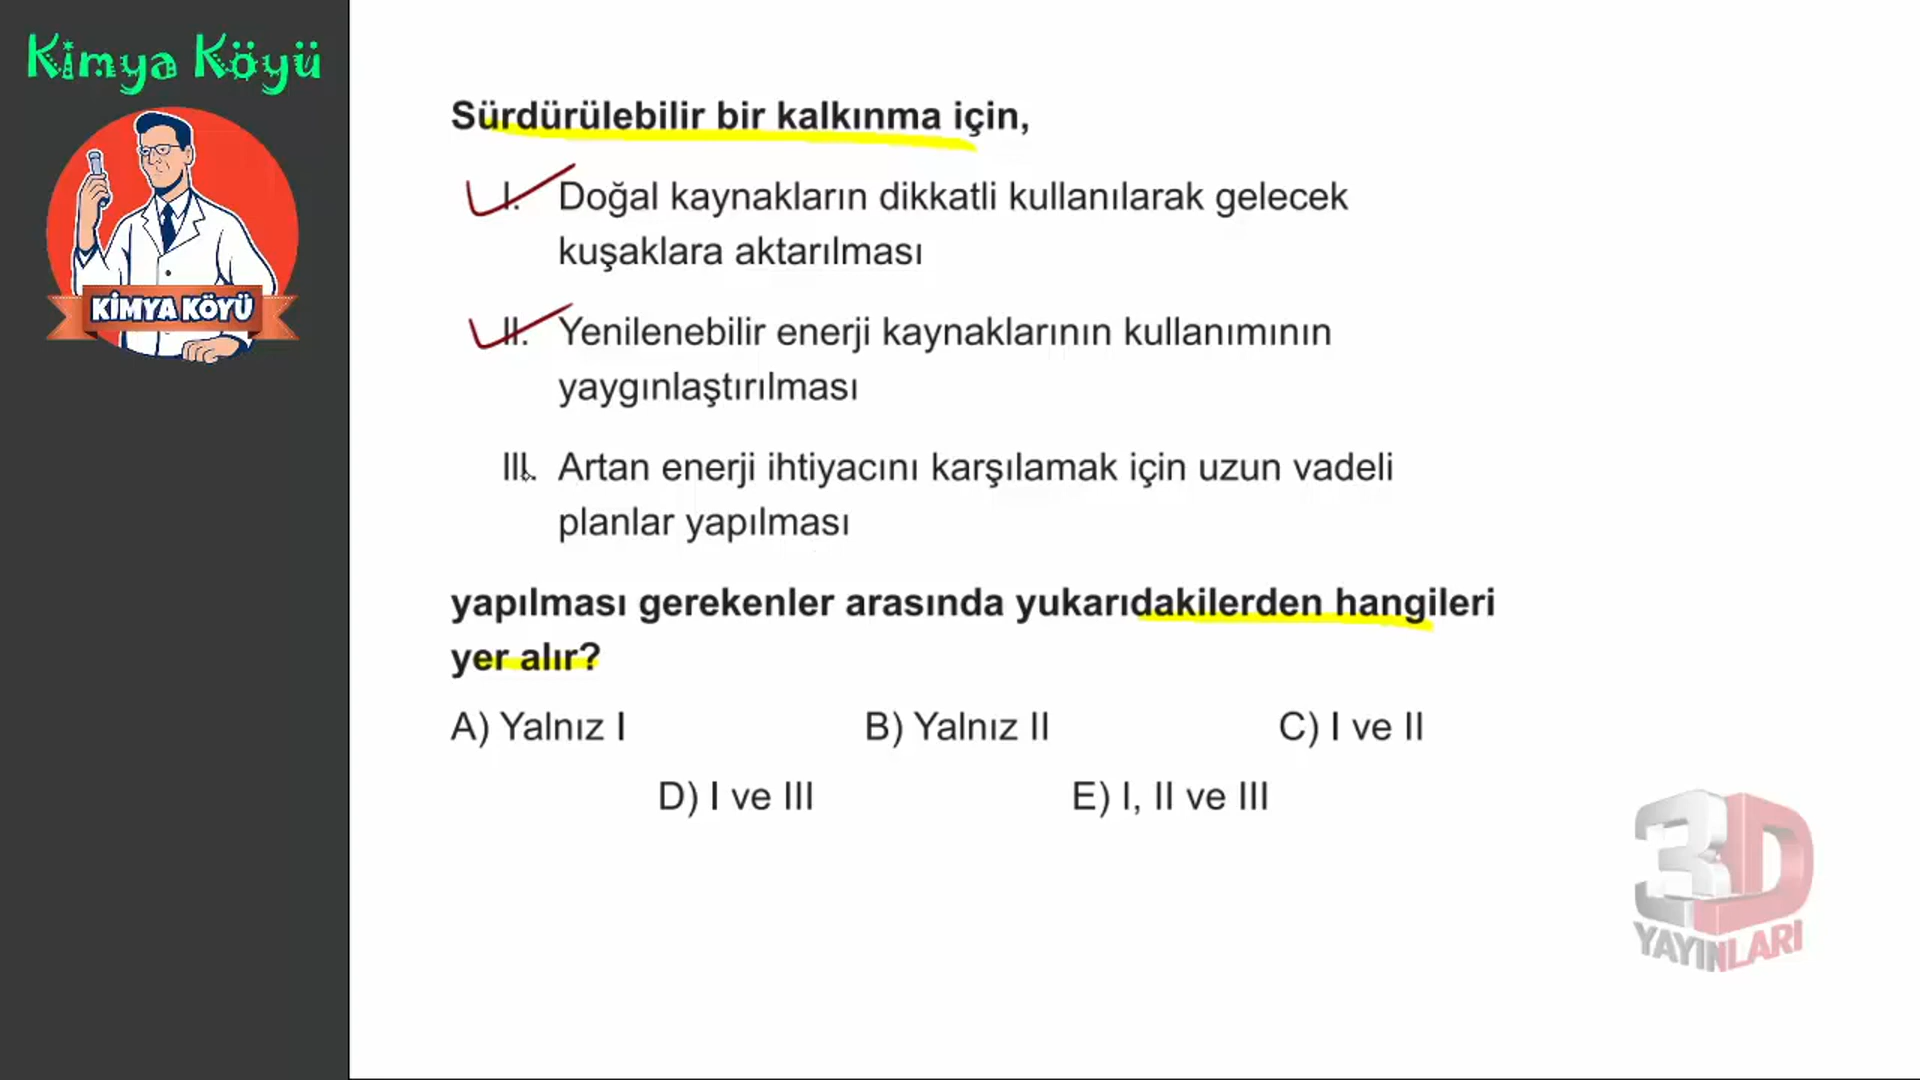 Kimya Köyü
KİMYA KÖYÜ
Sürdürülebilir bir kalkınma için,
I. Doğal kaynakların dikkatli kullanılarak gelecek
kuşaklara aktarılması
II. Yenilenebilir enerji kaynaklarının kullanımının
yaygınlaştırılması
III. Artan enerji ihtiyacını karşılamak için uzun vadeli
planlar yapılması
yapılması gerekenler arasında yukarıdakilerden hangileri
yer alır?
A) Yalnız I B) Yalnız II C) I ve II
D) I ve III E) I, II ve III
3D
YAYINLARI